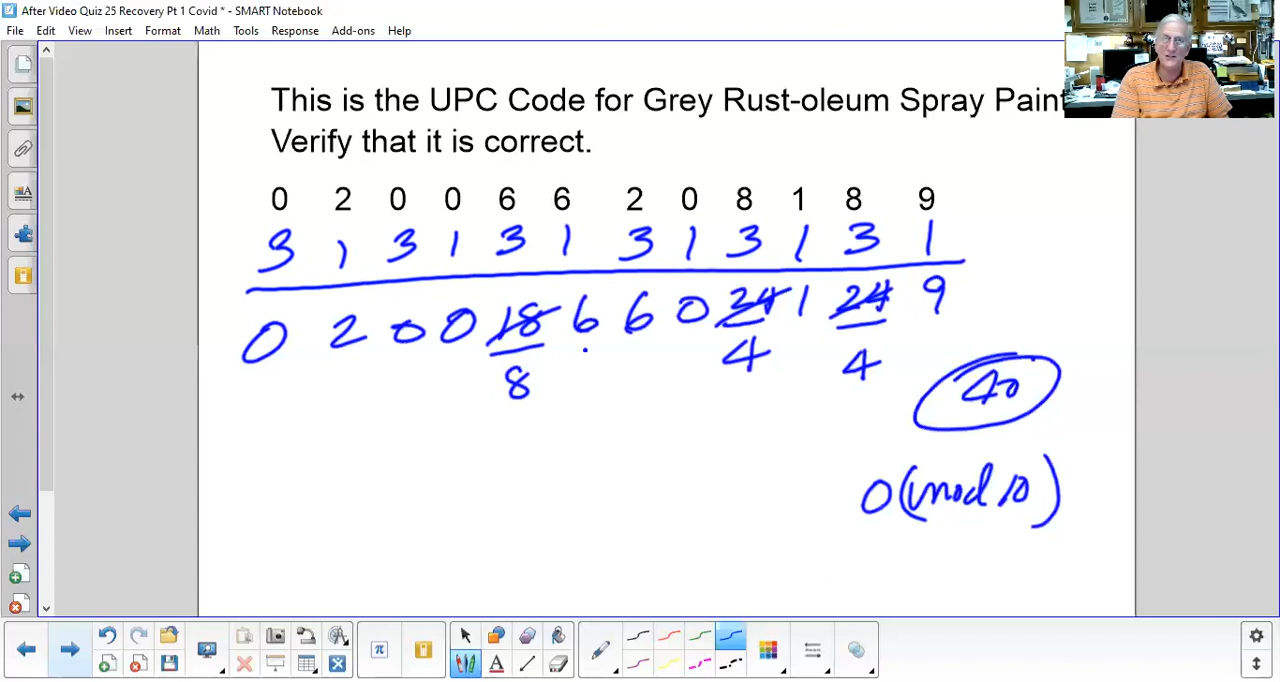 After Video Quiz 25 Recovery Pt 1 Covid * - SMART Notebook
File Edit View Insert Format Math Tools Response Add-ons Help
This is the UPC Code for Grey Rust-oleum Spray Paint
Verify that it is correct.
0 2 0 0 6 6 2 0 8 1 8 9
3 1 3 1 3 1 3 1 3 1 3 1
0 2 0 0 18 6 6 0 24 1 24 9
8 4 4
40
0 (mod 10)